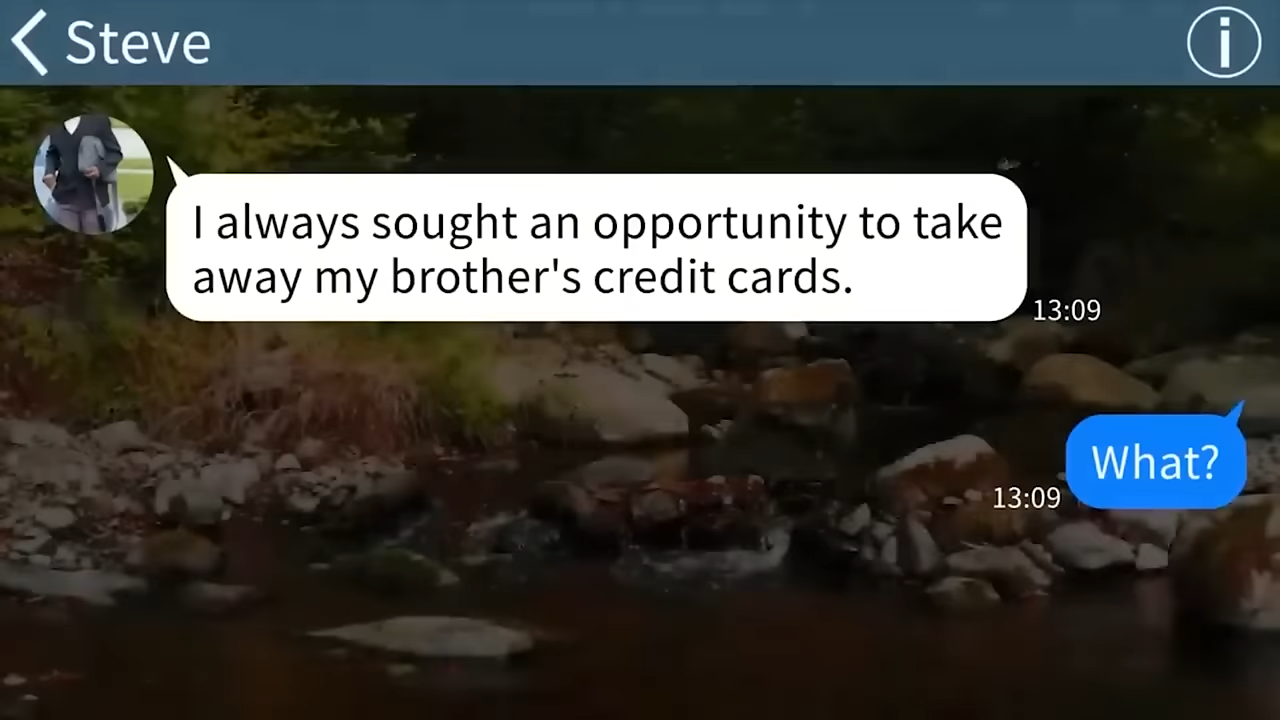 Steve
I always sought an opportunity to take
away my brother's credit cards.
13:09
What?
13:09